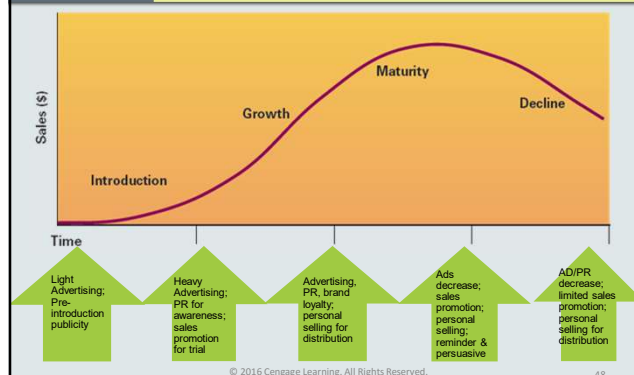 Sales ($)
Introduction
Growth
Maturity
Decline
Time
Light
Advertising;
Pre-
introduction
publicity
Heavy
Advertising;
PR for
awareness;
sales
promotion
for trial
Advertising,
PR, brand
loyalty;
personal
selling for
distribution
Ads
decrease;
sales
promotion;
personal
selling;
reminder &
persuasive
AD/PR
decrease;
limited sales
promotion;
personal
selling for
distribution
© 2016 Cengage Learning. All Rights Reserved.
48